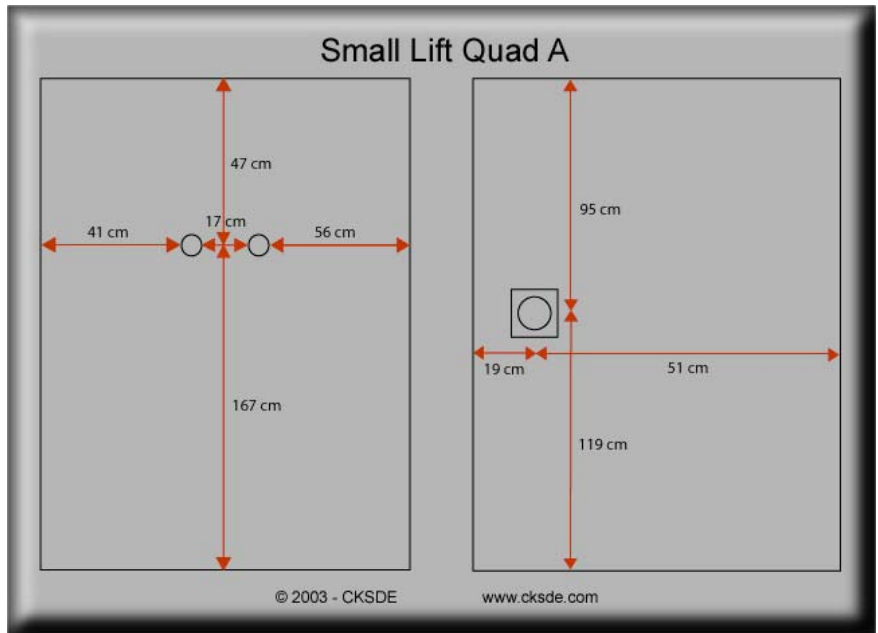 Small Lift Quad A
47 cm
41 cm
17 cm
56 cm
167 cm
95 cm
19 cm
51 cm
119 cm
© 2003 - CKSDE
www.cksde.com